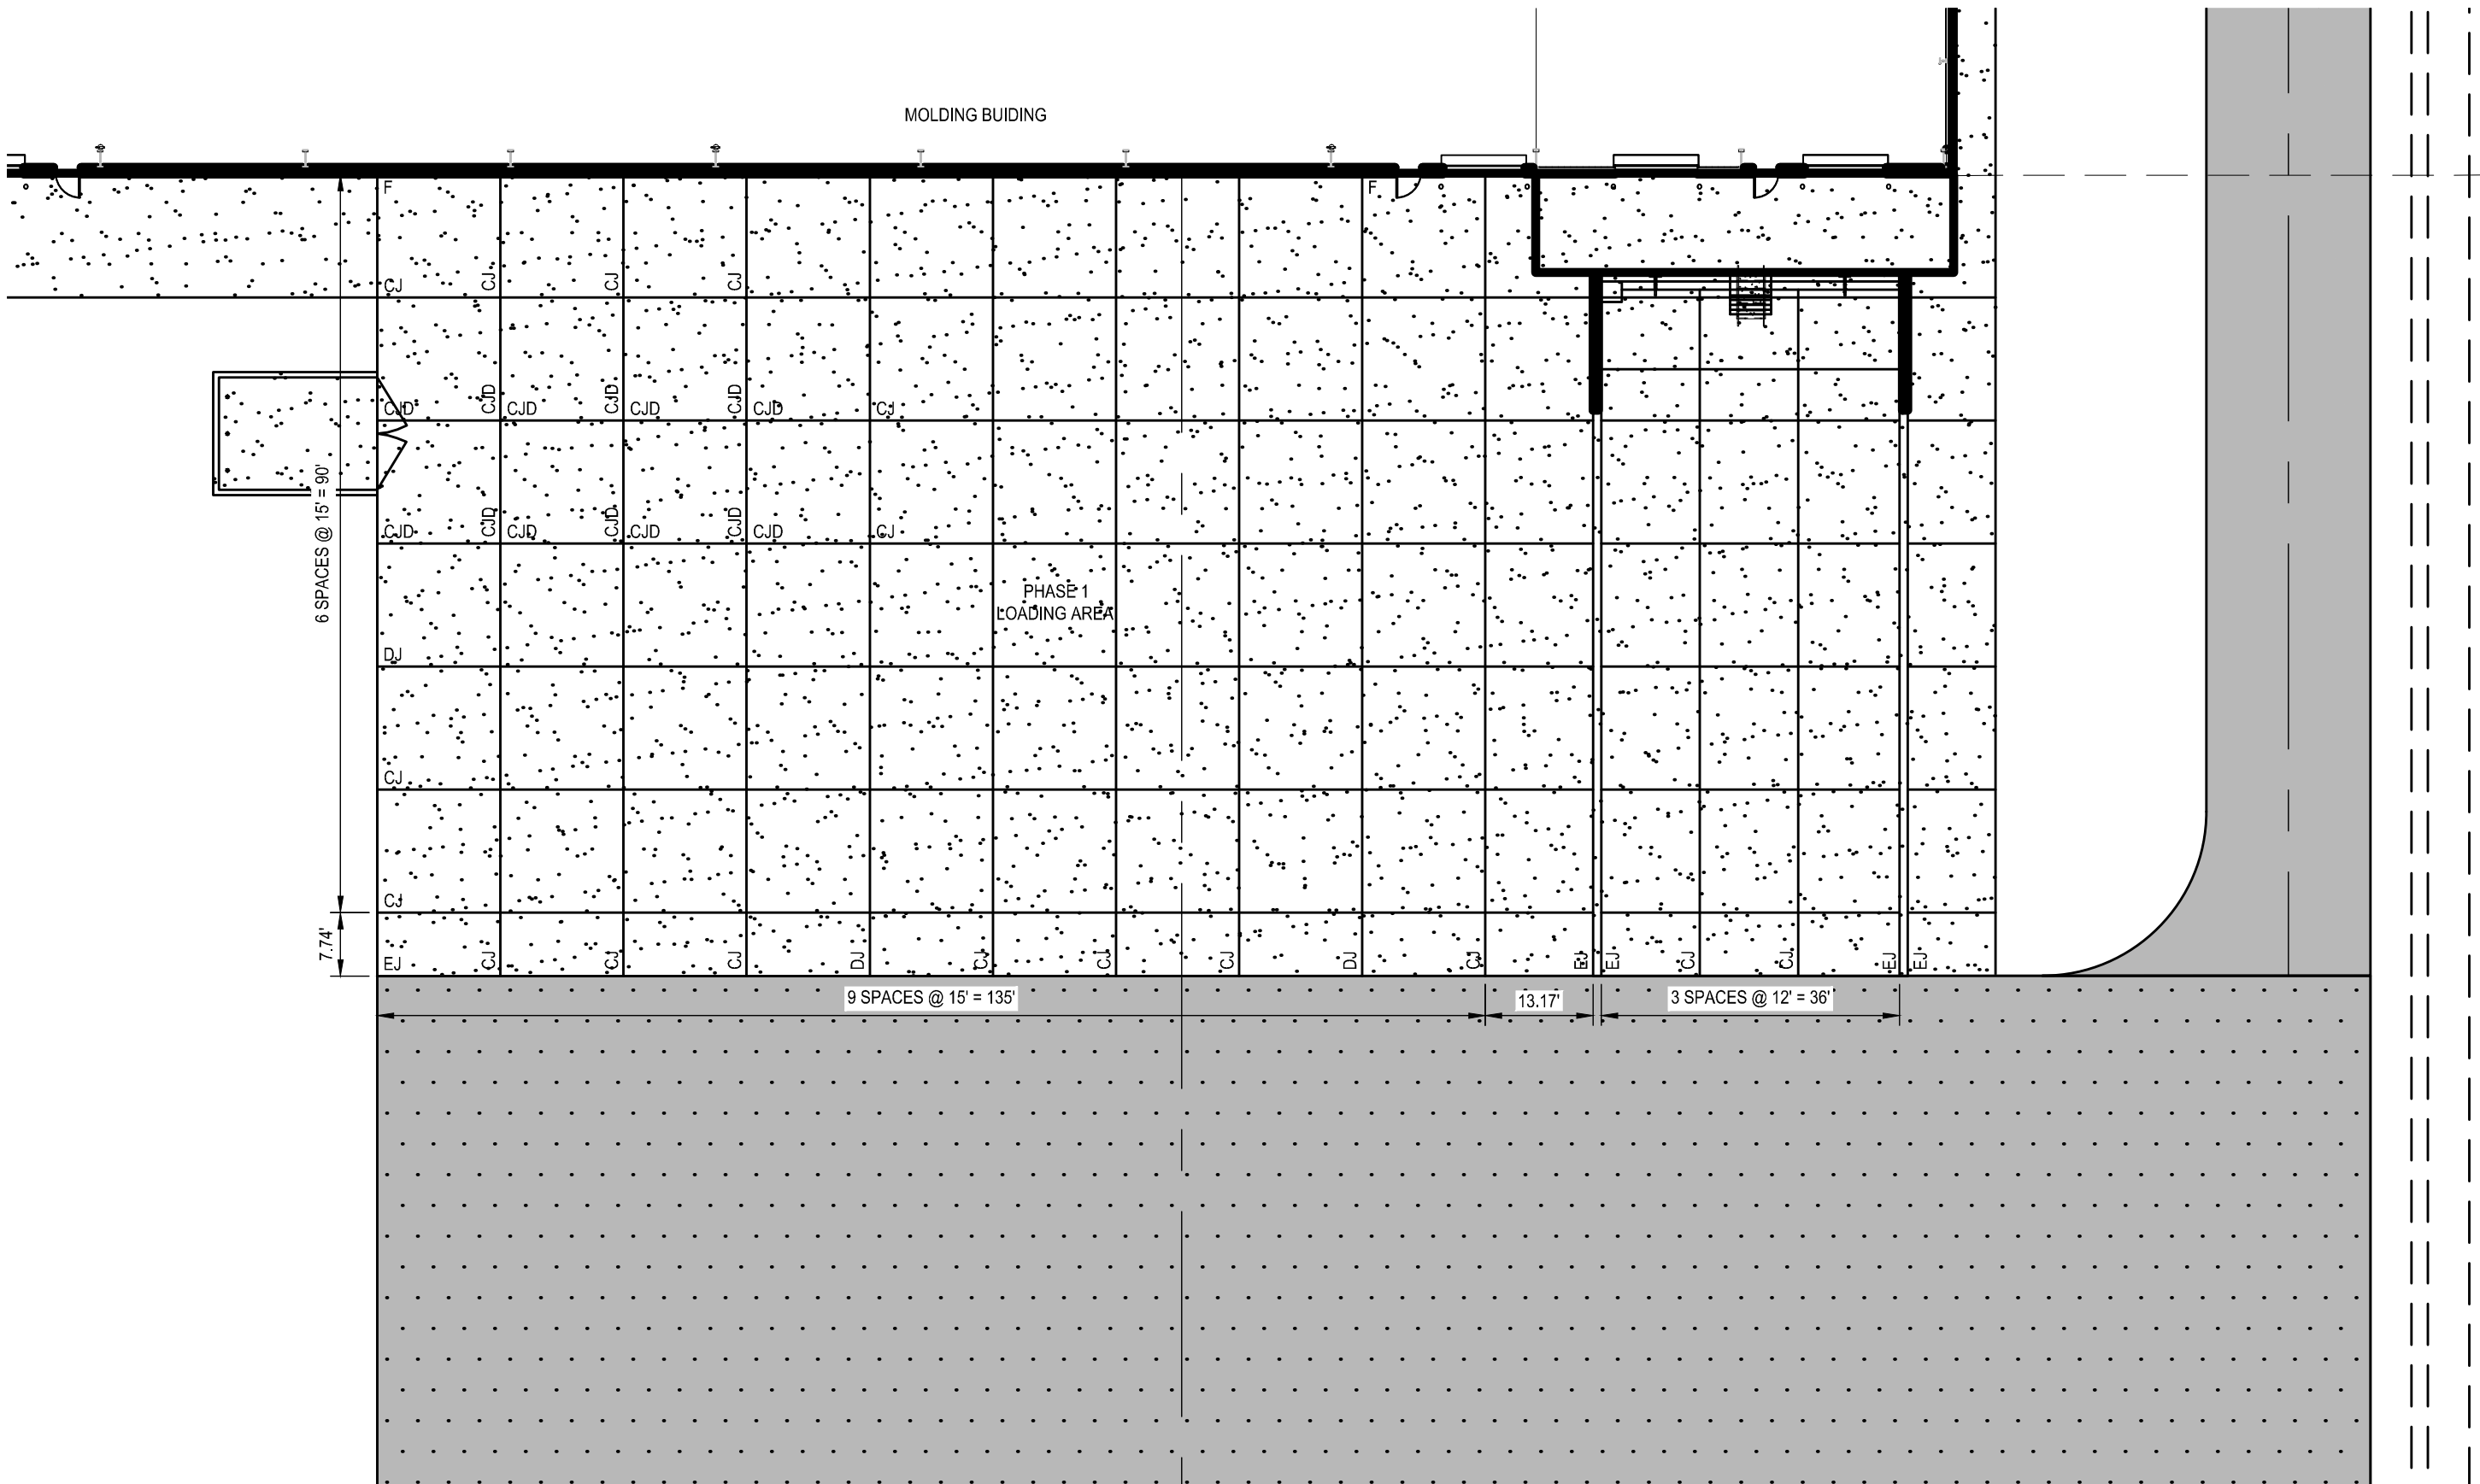 MOLDING BUIDING
F
F
CJ
CJ
CJ
CJ
CJD
CJD
CJD
CJD
CJD
CJD
CJD
CJ
CJD
CJD
CJD
CJD
CJD
CJD
CJD
CJ
6 SPACES @ 15' = 90'
PHASE 1
LOADING AREA
DJ
CJ
CJ
7.74'
EJ
CJ
CJ
CJ
DJ
CJ
CJ
CJ
DJ
CJ
EJ
EJ
CJ
CJ
EJ
EJ
9 SPACES @ 15' = 135'
13.17'
3 SPACES @ 12' = 36'